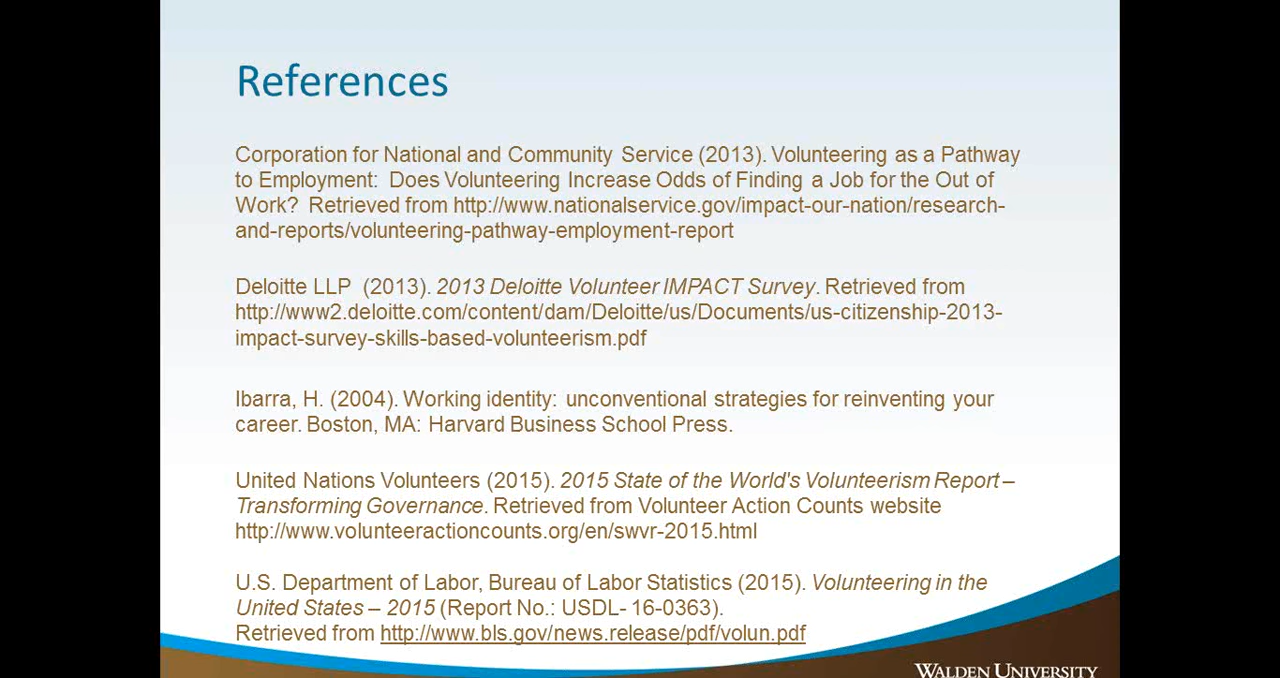 References
Corporation for National and Community Service (2013). Volunteering as a Pathway
to Employment:  Does Volunteering Increase Odds of Finding a Job for the Out of
Work?  Retrieved from http://www.nationalservice.gov/impact-our-nation/research-
and-reports/volunteering-pathway-employment-report
Deloitte LLP  (2013). 2013 Deloitte Volunteer IMPACT Survey. Retrieved from
http://www2.deloitte.com/content/dam/Deloitte/us/Documents/us-citizenship-2013-
impact-survey-skills-based-volunteerism.pdf
Ibarra, H. (2004). Working identity: unconventional strategies for reinventing your
career. Boston, MA: Harvard Business School Press.
United Nations Volunteers (2015). 2015 State of the World's Volunteerism Report –
Transforming Governance. Retrieved from Volunteer Action Counts website
http://www.volunteeractioncounts.org/en/swvr-2015.html
U.S. Department of Labor, Bureau of Labor Statistics (2015). Volunteering in the
United States – 2015 (Report No.: USDL- 16-0363).
Retrieved from http://www.bls.gov/news.release/pdf/volun.pdf
WALDEN UNIVERSITY